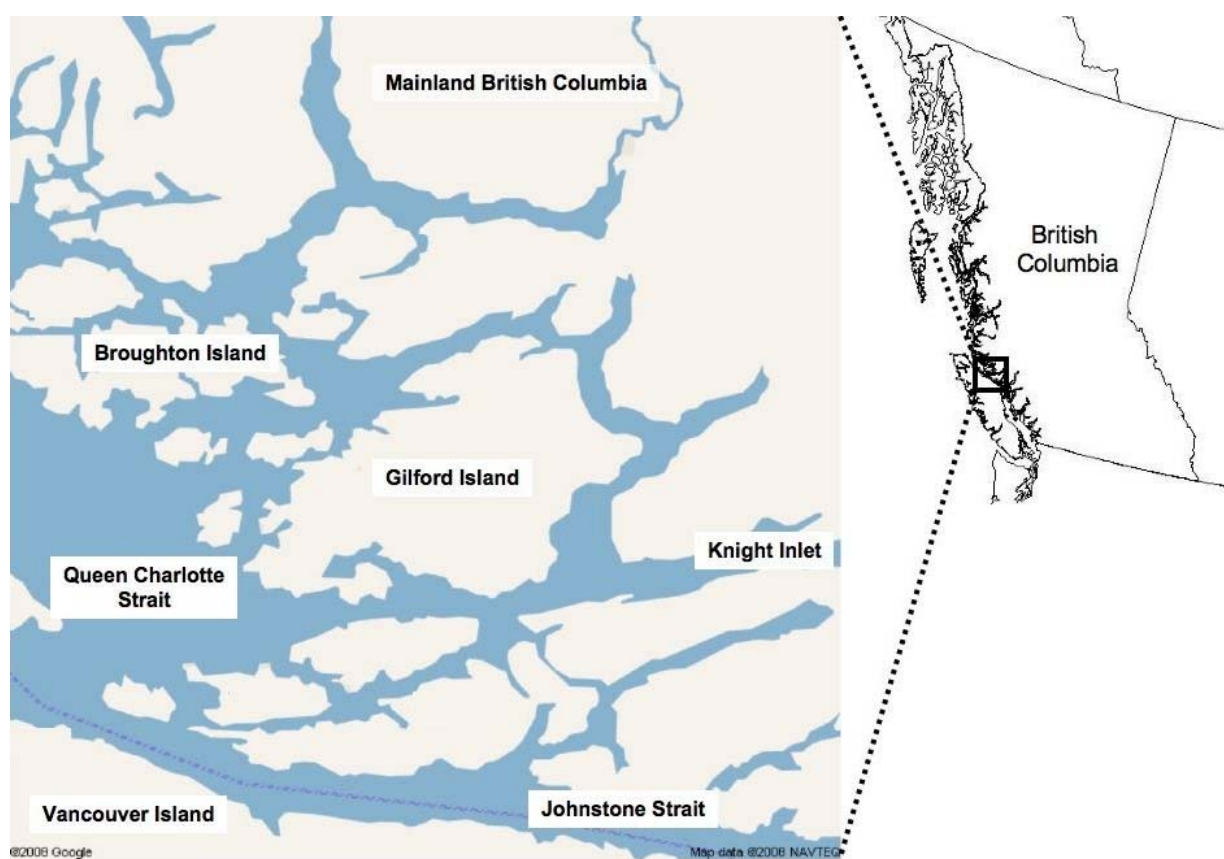 Mainland British Columbia
British
Columbia
Broughton Island
Gilford Island
Knight Inlet
Queen Charlotte
Strait
Johnstone Strait
Vancouver Island
©2008 Google
Map data ©2008 NAVTEQ